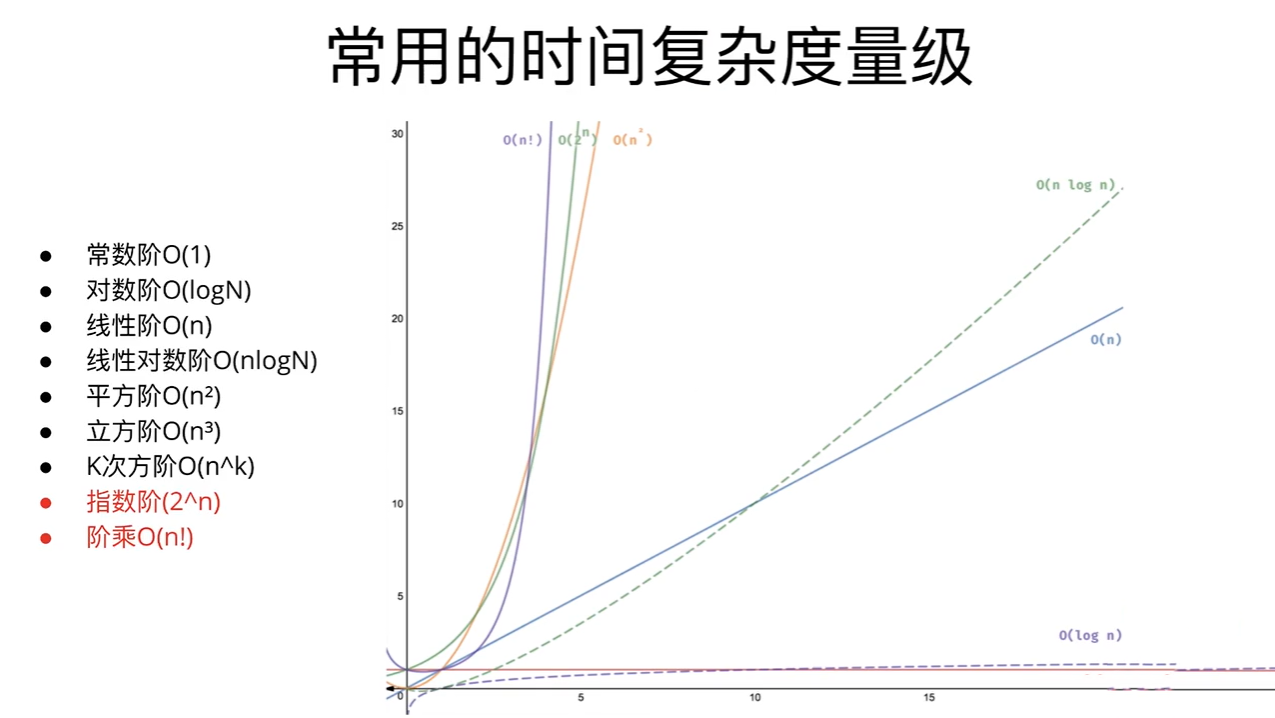 常用的时间复杂度量级
● 常数阶O(1)
● 对数阶O(logN)
● 线性阶O(n)
● 线性对数阶O(nlogN)
● 平方阶O(n²)
● 立方阶O(n³)
● K次方阶O(n^k)
● 指数阶(2^n)
● 阶乘O(n!)
30
25
20
15
10
5
0
5
10
15
O(n!)
O(2ⁿ)
O(n²)
O(n log n)
O(n)
O(log n)